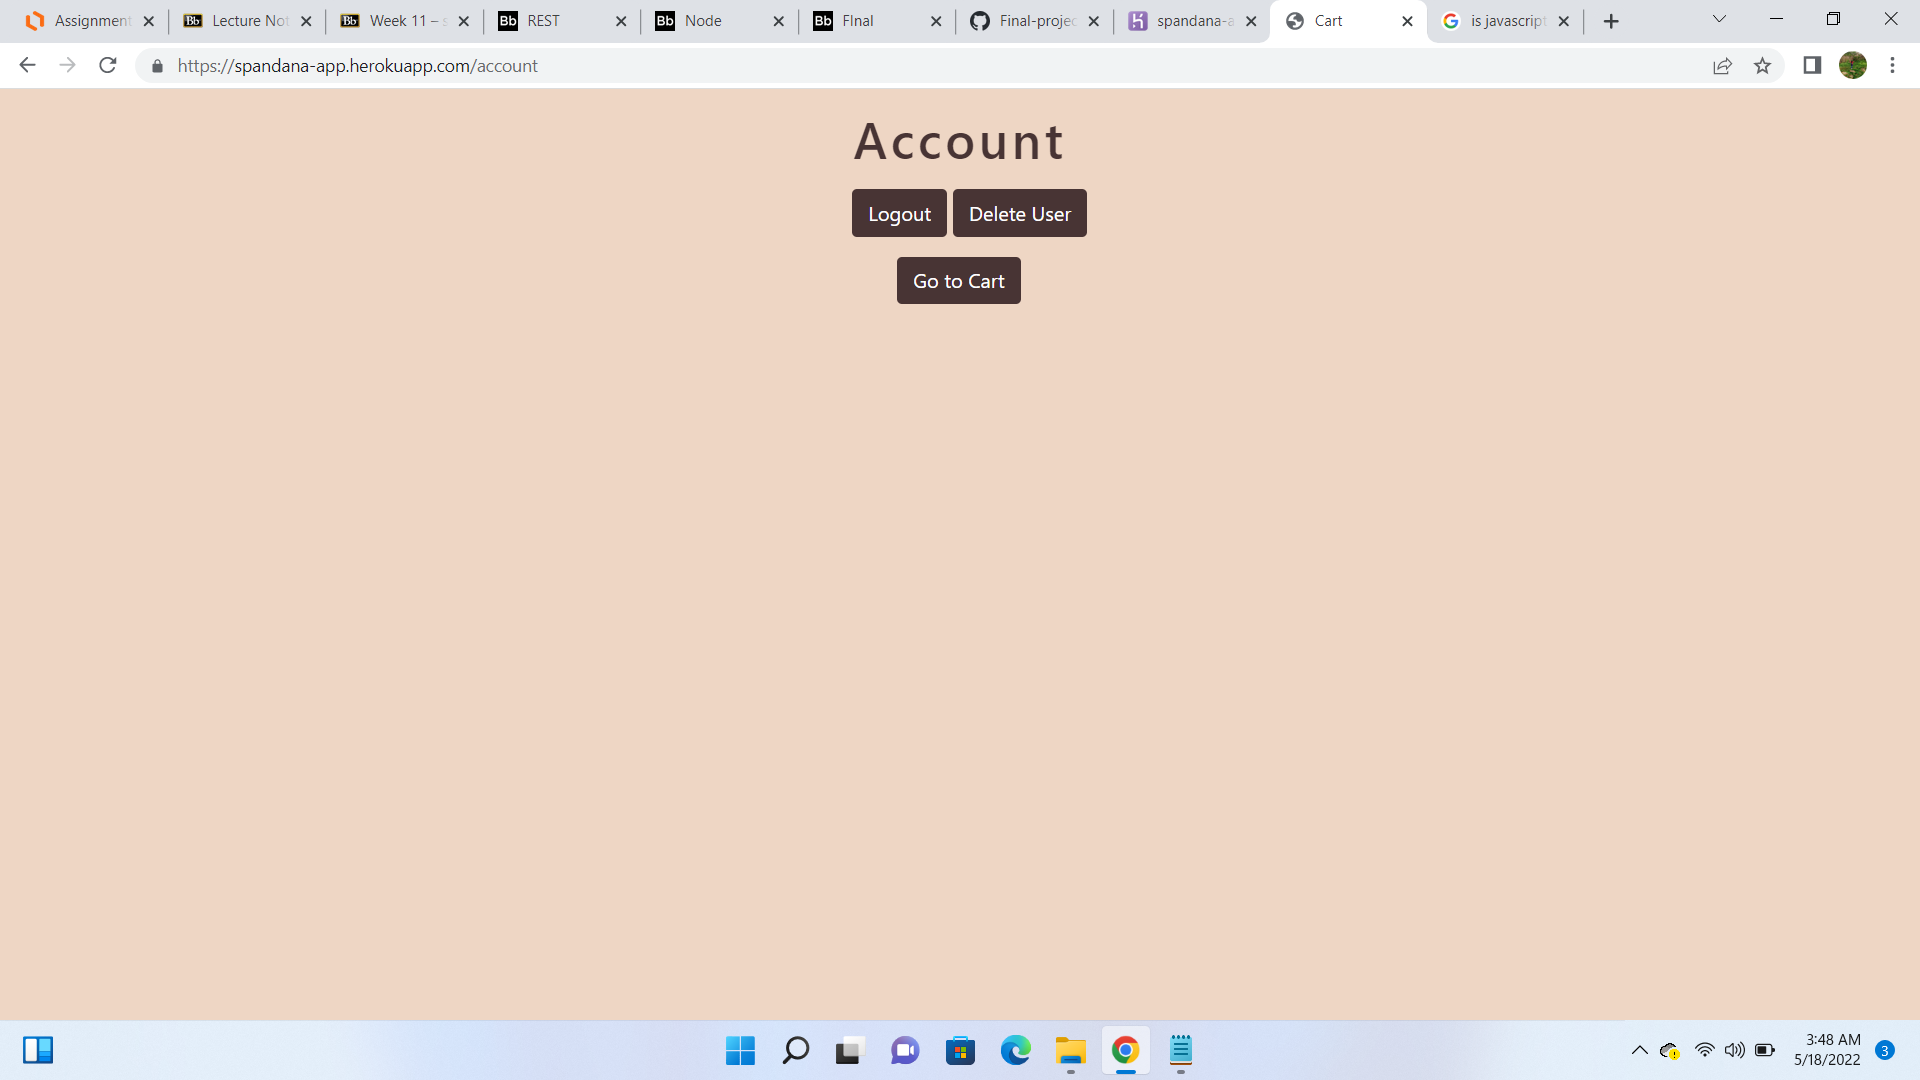 Assignment
Lecture Not
Week 11 – s
REST
Node
FInal
Final-projec
spandana-a
Cart
is javascript
https://spandana-app.herokuapp.com/account
Account
Logout
Delete User
Go to Cart
3:48 AM
5/18/2022
3